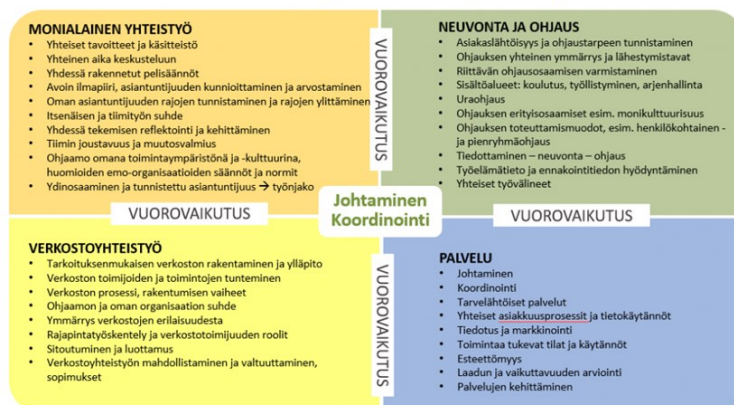 MONIALAINEN YHTEISTYÖ
• Yhteiset tavoitteet ja käsitteistö
• Yhteinen aika keskusteluun
• Yhdessä rakennetut pelisäännöt
• Avoin ilmapiiri, asiantuntijuuden kunnioittaminen ja arvostaminen
• Oman asiantuntijuuden rajojen tunnistaminen ja rajojen ylittäminen
• Itsenäisen ja tiimityön suhde
• Yhdessä tekemisen reflektointi ja kehittäminen
• Tiimin joustavuus ja muutosvalmius
• Ohjaamo omana toimintaympäristönä ja -kulttuurina,
huomioiden emo-organisaatioiden säännöt ja normit
• Ydinosaaminen ja tunnistettu asiantuntijuus → työnjako
VUOROVAIKUTUS
NEUVONTA JA OHJAUS
• Asiakaslähtöisyys ja ohjaustarpeen tunnistaminen
• Ohjauksen yhteinen ymmärrys ja lähestymistavat
• Riittävän ohjausosaamisen varmistaminen
• Sisältöalueet: koulutus, työllistyminen, arjenhallinta
• Uraohjaus
• Ohjauksen erityisosaamiset esim. monikulttuurisuus
• Ohjauksen toteuttamismuodot, esim. henkilökohtainen -
ja pienryhmäohjaus
• Tiedottaminen – neuvonta – ohjaus
• Työelämätieto ja ennakointitiedon hyödyntäminen
• Yhteiset työvälineet
VUOROVAIKUTUS
Johtaminen
Koordinointi
VUOROVAIKUTUS
VERKOSTOYHTEISTYÖ
• Tarkoituksenmukaisen verkoston rakentaminen ja ylläpito
• Verkoston toimijoiden ja toimintojen tunteminen
• Verkoston prosessi, rakentumisen vaiheet
• Ohjaamon ja oman organisaation suhde
• Ymmärrys verkostojen erilaisuudesta
• Rajapintatyöskentely ja verkostotoimijuuden roolit
• Sitoutuminen ja luottamus
• Verkostoyhteistyön mahdollistaminen ja valtuuttaminen,
sopimukset
VUOROVAIKUTUS
PALVELU
• Johtaminen
• Koordinointi
• Tarvelähtöiset palvelut
• Yhteiset asiakkuusprosessit ja tietokäytännöt
• Tiedotus ja markkinointi
• Toimintaa tukevat tilat ja käytännöt
• Esteettömyys
• Laadun ja vaikuttavuuden arviointi
• Palvelujen kehittäminen